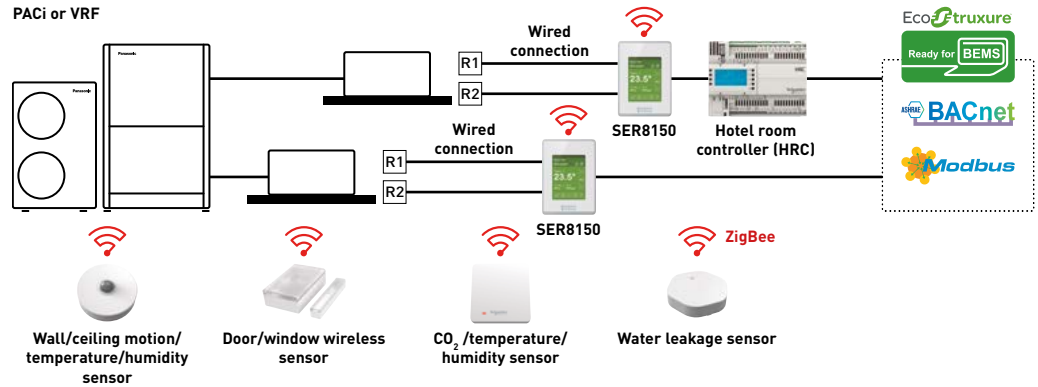 PACi or VRF
Panasonic
Panasonic
Wired
connection
R1
R2
23.5°
SER8150
HRC
Hotel room
controller (HRC)
EcoStruxure
Ready for BEMS
ASHRAE BACnet
Modbus
Wired
connection
R1
R2
23.5°
SER8150
ZigBee
Wall/ceiling motion/
temperature/humidity
sensor
Door/window wireless
sensor
CO₂ /temperature/
humidity sensor
Water leakage sensor